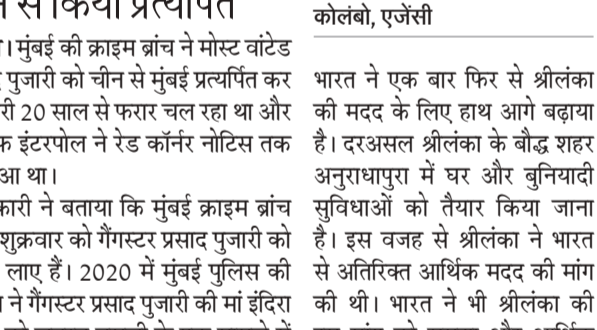 से किया प्रत्यर्पित
। मुंबई की क्राइम ब्रांच ने मोस्ट वांटेड
पुजारी को चीन से मुंबई प्रत्यर्पित कर
20 साल से फरार चल रहा था और
इंटरपोल ने रेड कॉर्नर नोटिस तक
था।
ने बताया कि मुंबई क्राइम ब्रांच
शुक्रवार को गैंगस्टर प्रसाद पुजारी को
लाए हैं। 2020 में मुंबई पुलिस की
ने गैंगस्टर प्रसाद पुजारी की मां इंदिरा
कोलंबो, एजेंसी
भारत ने एक बार फिर से श्रीलंका
की मदद के लिए हाथ आगे बढ़ाया
है। दरअसल श्रीलंका के बौद्ध शहर
अनुराधापुरा में घर और बुनियादी
सुविधाओं को तैयार किया जाना
है। इस वजह से श्रीलंका ने भारत
से अतिरिक्त आर्थिक मदद की मांग
की थी। भारत ने भी श्रीलंका की